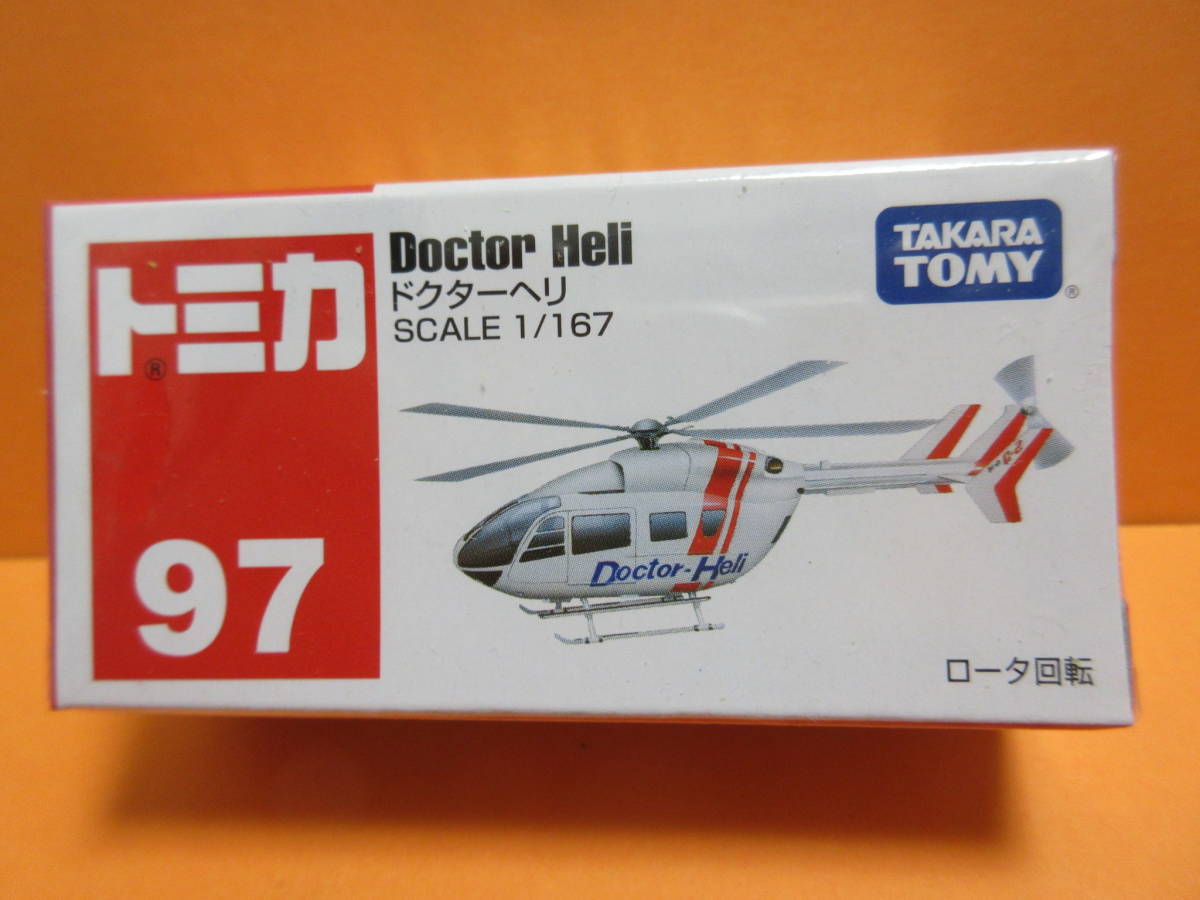 トミカ
®
97
Doctor Heli
ドクターヘリ
SCALE 1/167
TAKARA
TOMY
®
Doctor-Heli
ロータ回転